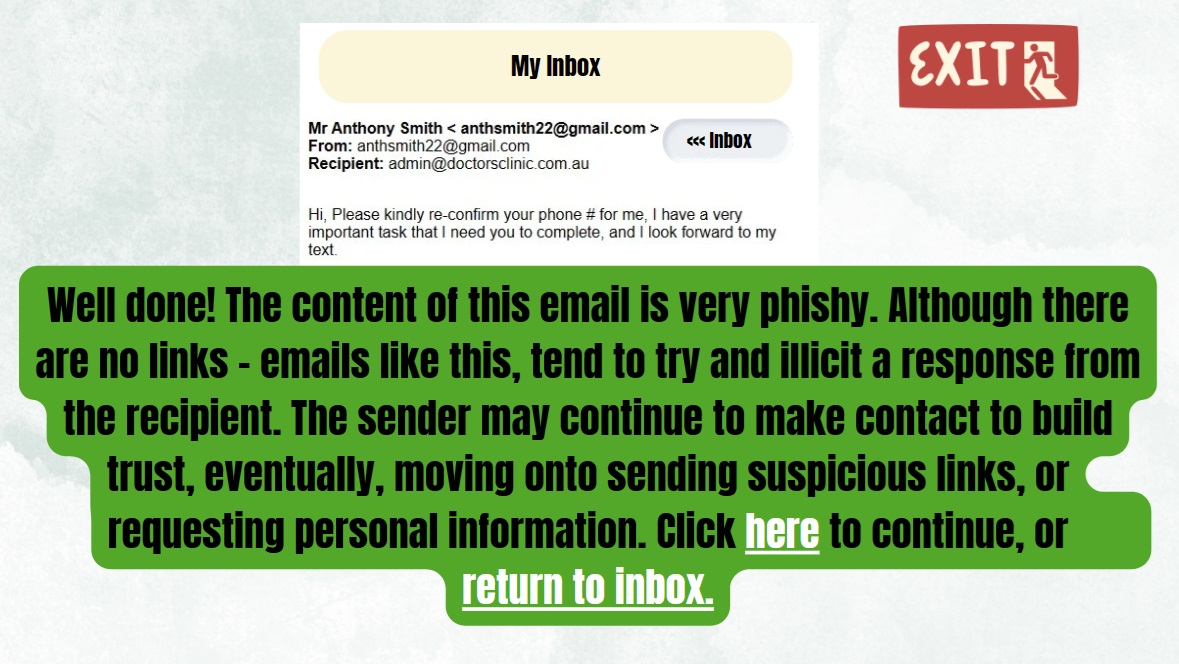 My Inbox
EXIT
Mr Anthony Smith < anthsmith22@gmail.com >
<<< Inbox
From: anthsmith22@gmail.com
Recipient: admin@doctorsclinic.com.au
Hi, Please kindly re-confirm your phone # for me, I have a very
important task that I need you to complete, and I look forward to my
text.
Well done! The content of this email is very phishy. Although there
are no links - emails like this, tend to try and illicit a response from
the recipient. The sender may continue to make contact to build
trust, eventually, moving onto sending suspicious links, or
requesting personal information. Click here to continue, or
return to inbox.